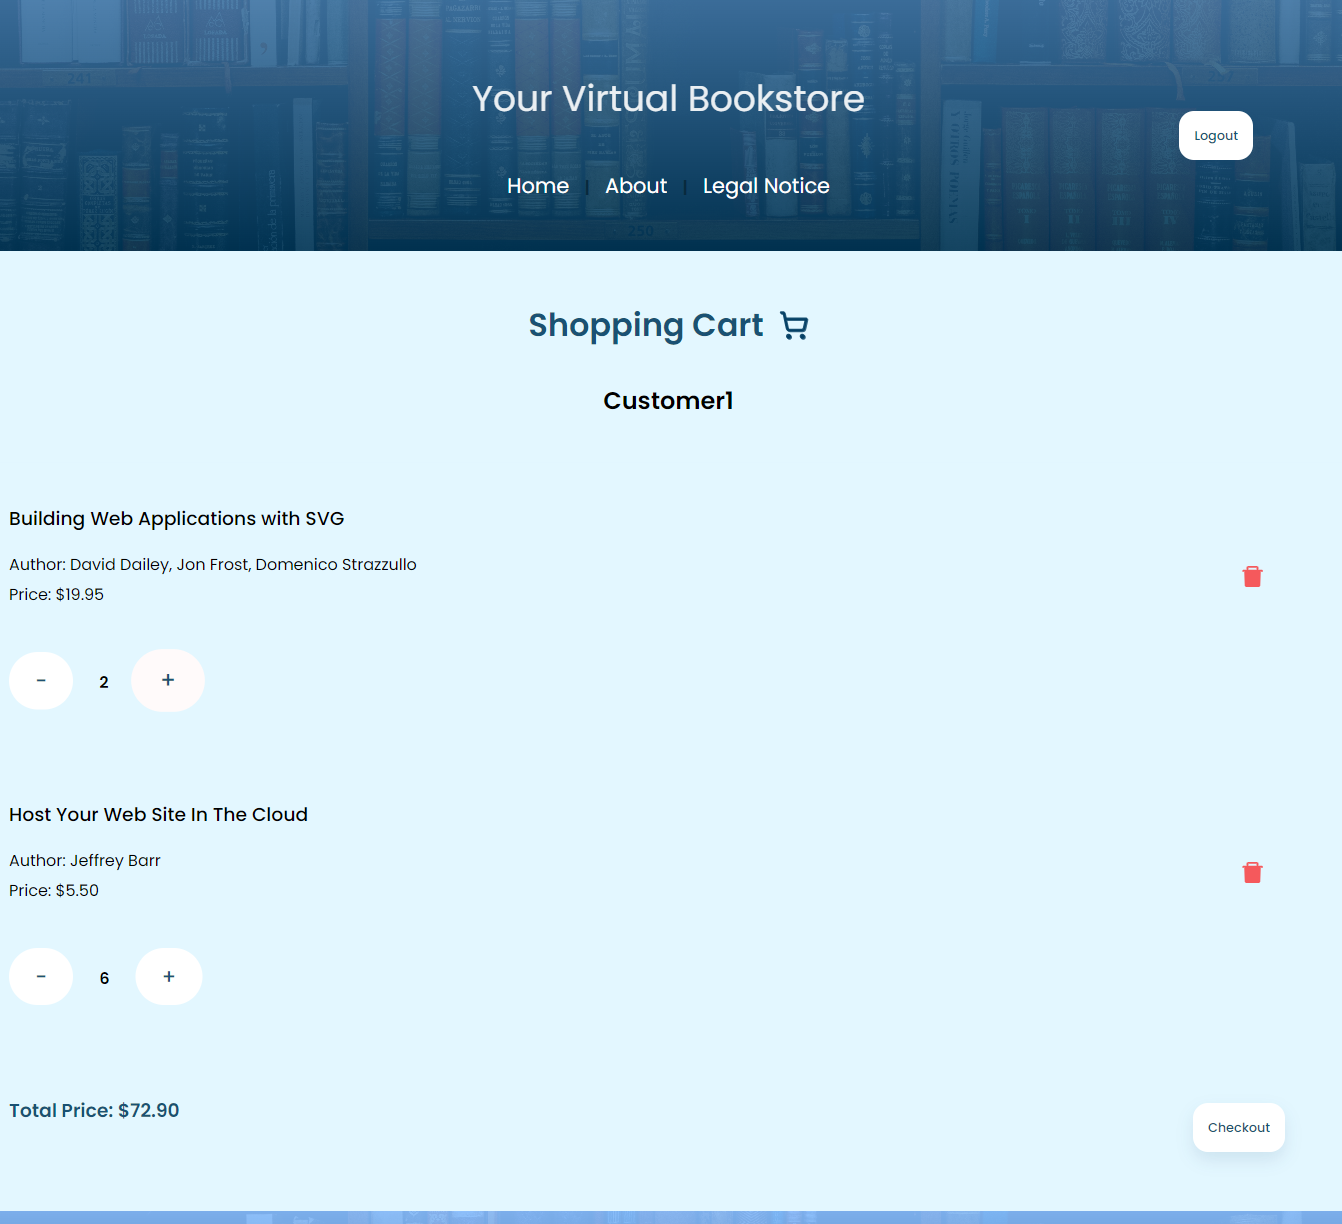 Your Virtual Bookstore
Logout
Home | About | Legal Notice
250
Shopping Cart
Customer1
Building Web Applications with SVG
Author: David Dailey, Jon Frost, Domenico Strazzullo
Price: $19.95
- 2 +
Host Your Web Site In The Cloud
Author: Jeffrey Barr
Price: $5.50
- 6 +
Total Price: $72.90
Checkout